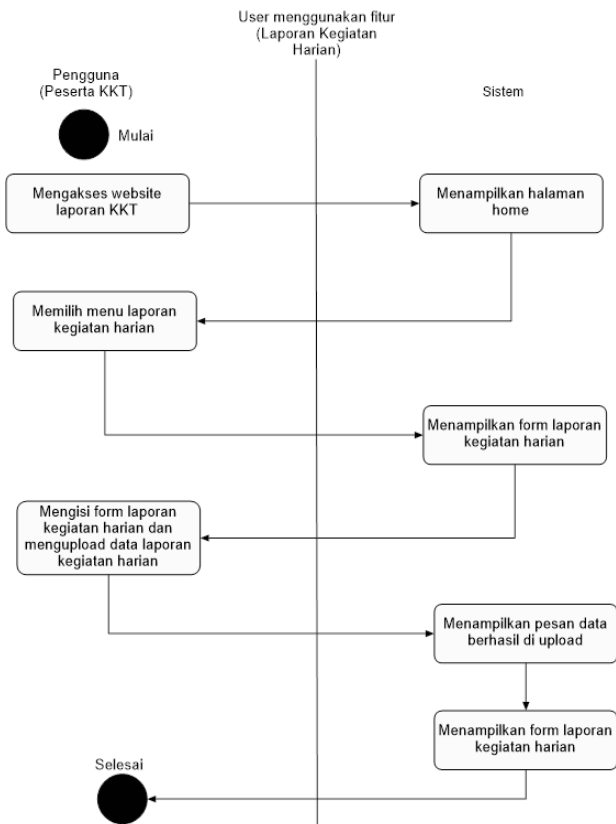 User menggunakan fitur
(Laporan Kegiatan
Harian)
Pengguna
(Peserta KKT)
Sistem
Mulai
Mengakses website
laporan KKT
Menampilkan halaman
home
Memilih menu laporan
kegiatan harian
Menampilkan form laporan
kegiatan harian
Mengisi form laporan
kegiatan harian dan
mengupload data laporan
kegiatan harian
Menampilkan pesan data
berhasil di upload
Menampilkan form laporan
kegiatan harian
Selesai